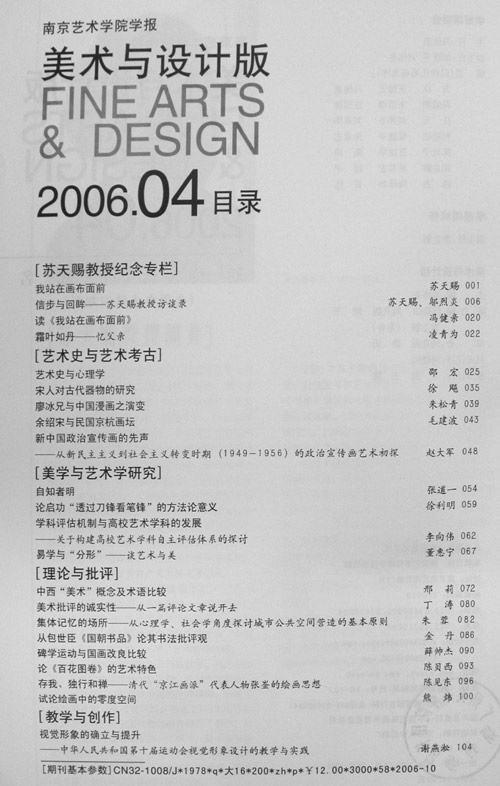 南京艺术学院学报
美术与设计版
FINE ARTS
& DESIGN
2006.04 目录
[苏天赐教授纪念专栏]
我站在画布面前 苏天赐 001
信步与回眸——苏天赐教授访谈录 苏天赐、邬烈炎 006
读《我站在画布面前》 冯健亲 020
霜叶如丹——忆父亲 凌青为 022
[艺术史与艺术考古]
艺术史与心理学 邵 宏 025
宋人对古代器物的研究 徐 飚 035
廖冰兄与中国漫画之演变 朱松青 039
余绍宋与民国京杭画坛 毛建波 043
新中国政治宣传画的先声
——从新民主主义到社会主义转变时期(1949-1956)的政治宣传画艺术初探 赵大军 048
[美学与艺术学研究]
自知者明 张道一 054
论启功“透过刀锋看笔锋”的方法论意义 徐利明 059
学科评估机制与高校艺术学科的发展
——关于构建高校艺术学科自主评估体系的探讨 李向伟 062
易学与“分形”——谈艺术与美 董惠宁 067
[理论与批评]
中西“美术”概念及术语比较 邢 莉 072
美术批评的诚实性——从一篇评论文章说开去 丁 涛 080
集体记忆的场所——从心理学、社会学角度探讨城市公共空间营造的基本原则 朱 蓉 082
从包世臣《国朝书品》论其书法批评观 金 丹 086
碑学运动与国画改良比较 薛帅杰 090
论《百花图卷》的艺术特色 陈贝西 093
存我、独行和禅——清代“京江画派”代表人物张崟的绘画思想 陈见东 096
试论绘画中的零度空间 熊 炜 100
[教学与创作]
视觉形象的确立与提升
——中华人民共和国第十届运动会视觉形象设计的教学与实践 谢燕淞 104
[期刊基本参数]CN32-1008/J*1978*q*大16*200*zh*p*￥12.00*3000*58*2006-10